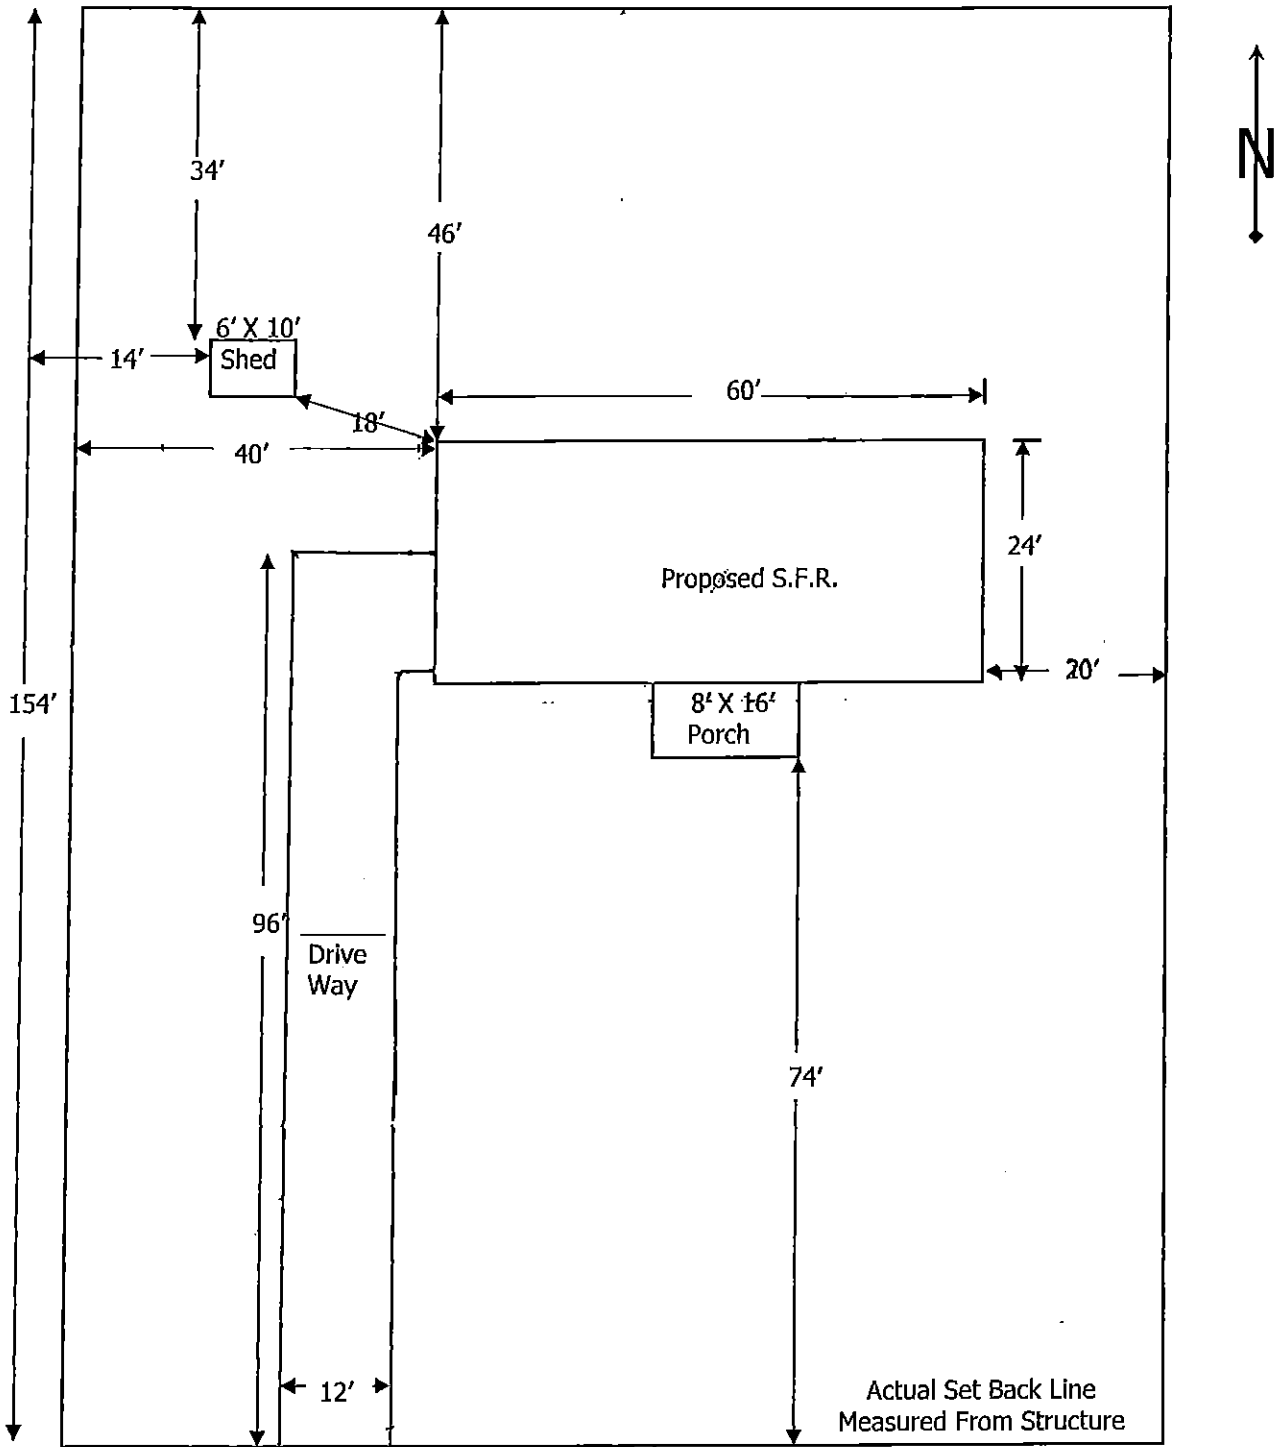 N
34'
46'
6' X 10'
14'
Shed
60'
18'
40'
24'
Proposed S.F.R.
20'
154'
8' X 16'
Porch
96'
Drive
Way
74'
12'
Actual Set Back Line
Measured From Structure